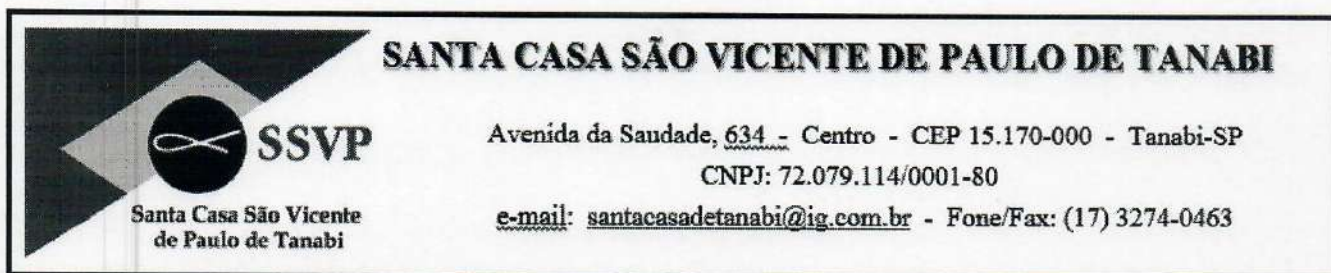 SANTA CASA SÃO VICENTE DE PAULO DE TANABI
SSVP
Santa Casa São Vicente
de Paulo de Tanabi
Avenida da Saudade, 634 - Centro - CEP 15.170-000 - Tanabi-SP
CNPJ: 72.079.114/0001-80
e-mail: santacasadetanabi@ig.com.br - Fone/Fax: (17) 3274-0463